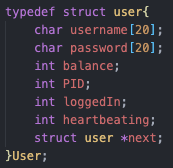 typedef struct user{
    char username[20];
    char password[20];
    int balance;
    int PID;
    int loggedIn;
    int heartbeating;
    struct user *next;
}User;